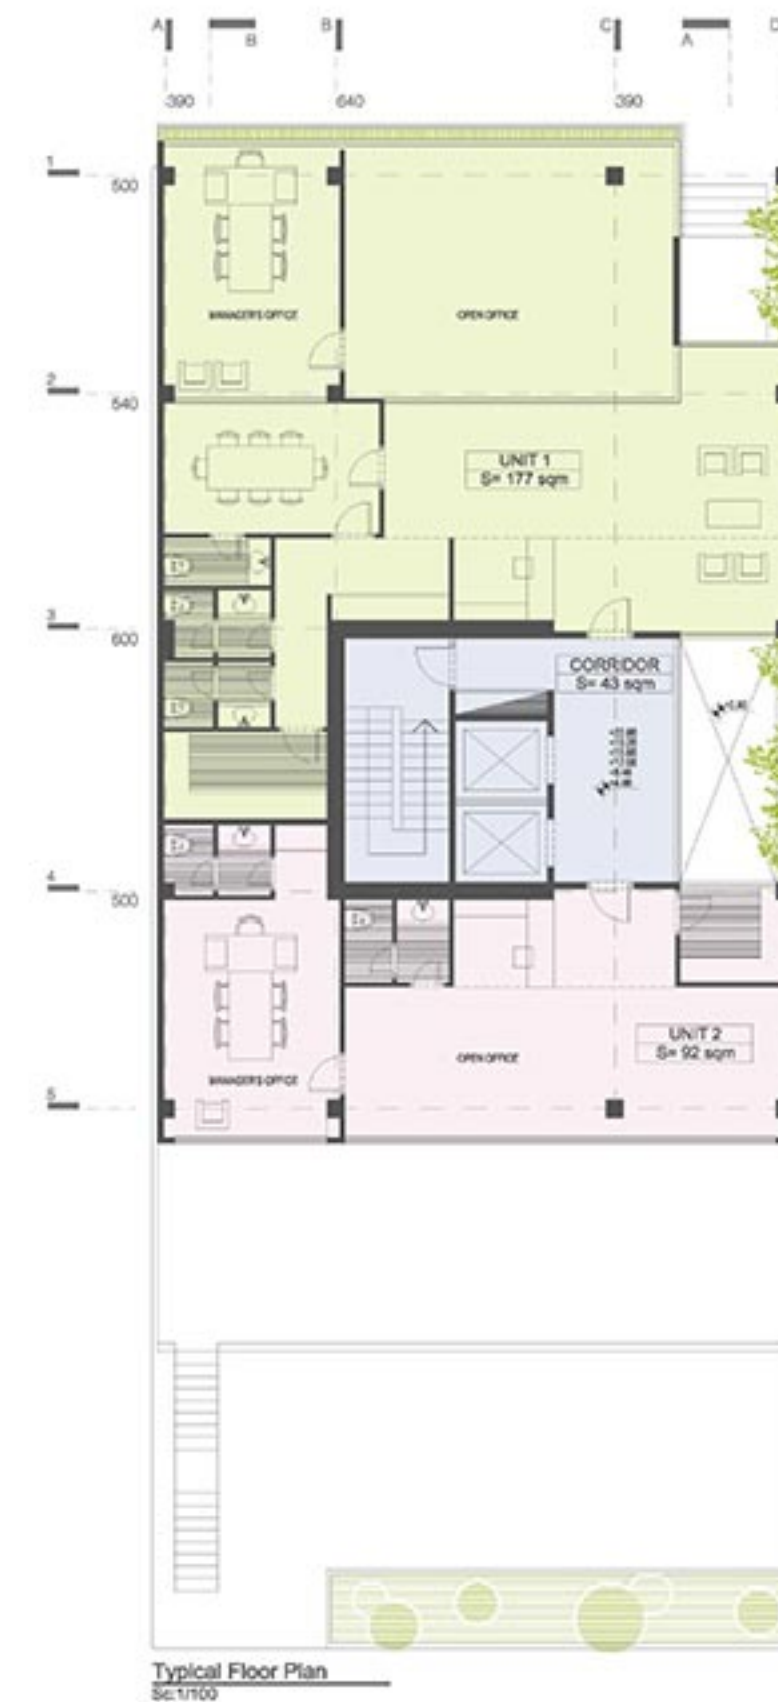 A B B C A D
390 640 390
1 500
MANAGER'S OFFICE OPEN OFFICE
2 540
UNIT 1
S= 177 sqm
3 600
CORRIDOR
S= 43 sqm
4 500
UNIT 2
S= 92 sqm
OPEN OFFICE
MANAGER'S OFFICE
5
Typical Floor Plan
Sc:1/100